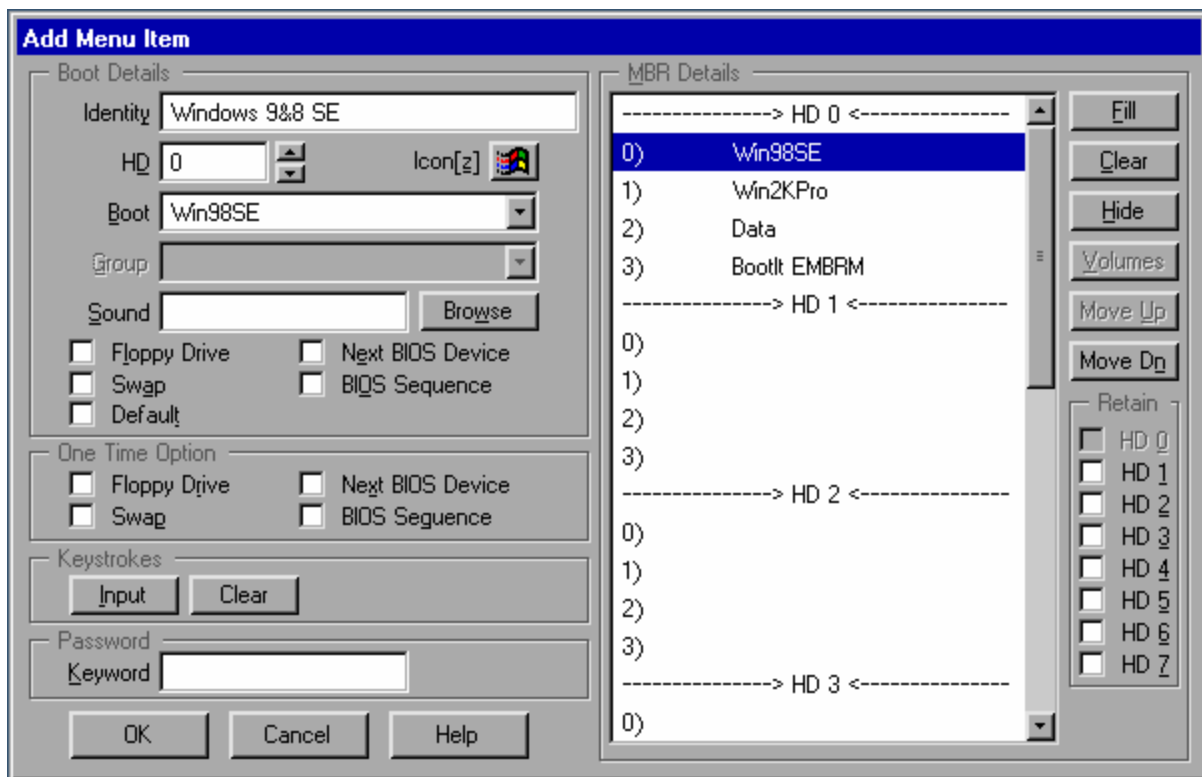 Add Menu Item
Boot Details
Identity Windows 9&8 SE
HD 0 Icon[z]
Boot Win98SE
Group
Sound Browse
Floppy Drive Next BIOS Device
Swap BIOS Sequence
Default
One Time Option
Floppy Drive Next BIOS Device
Swap BIOS Sequence
Keystrokes
Input Clear
Password
Keyword
OK Cancel Help
MBR Details
---------------> HD 0 <---------------
0) Win98SE
1) Win2KPro
2) Data
3) BootIt EMBRM
---------------> HD 1 <---------------
0)
1)
2)
3)
---------------> HD 2 <---------------
0)
1)
2)
3)
---------------> HD 3 <---------------
0)
Fill
Clear
Hide
Volumes
Move Up
Move Dn
Retain
HD 0
HD 1
HD 2
HD 3
HD 4
HD 5
HD 6
HD 7